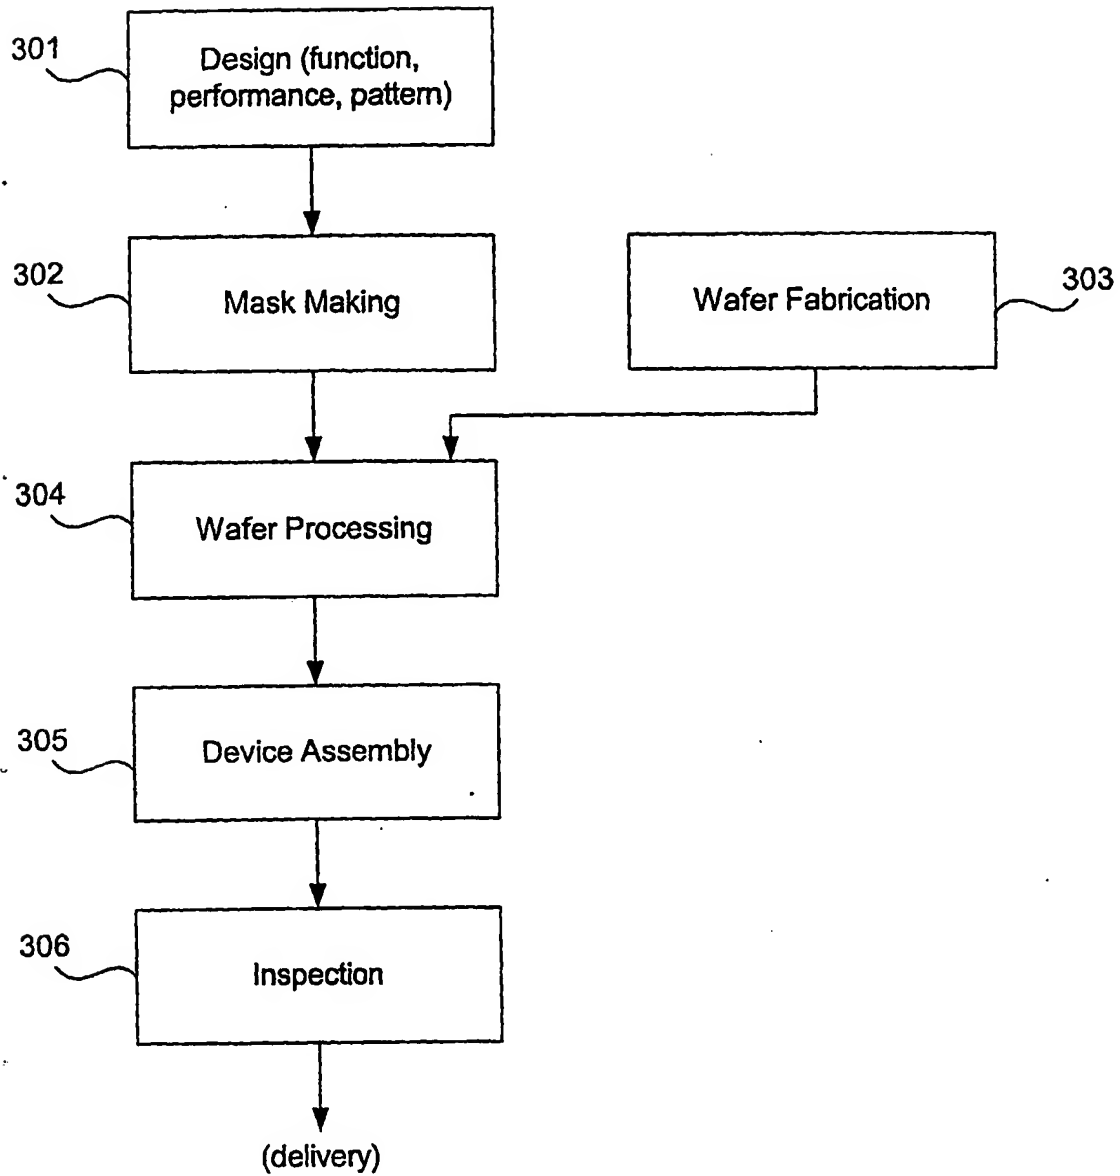 301
Design (function,
performance, pattern)
302
Mask Making
Wafer Fabrication
303
304
Wafer Processing
305
Device Assembly
306
Inspection
(delivery)